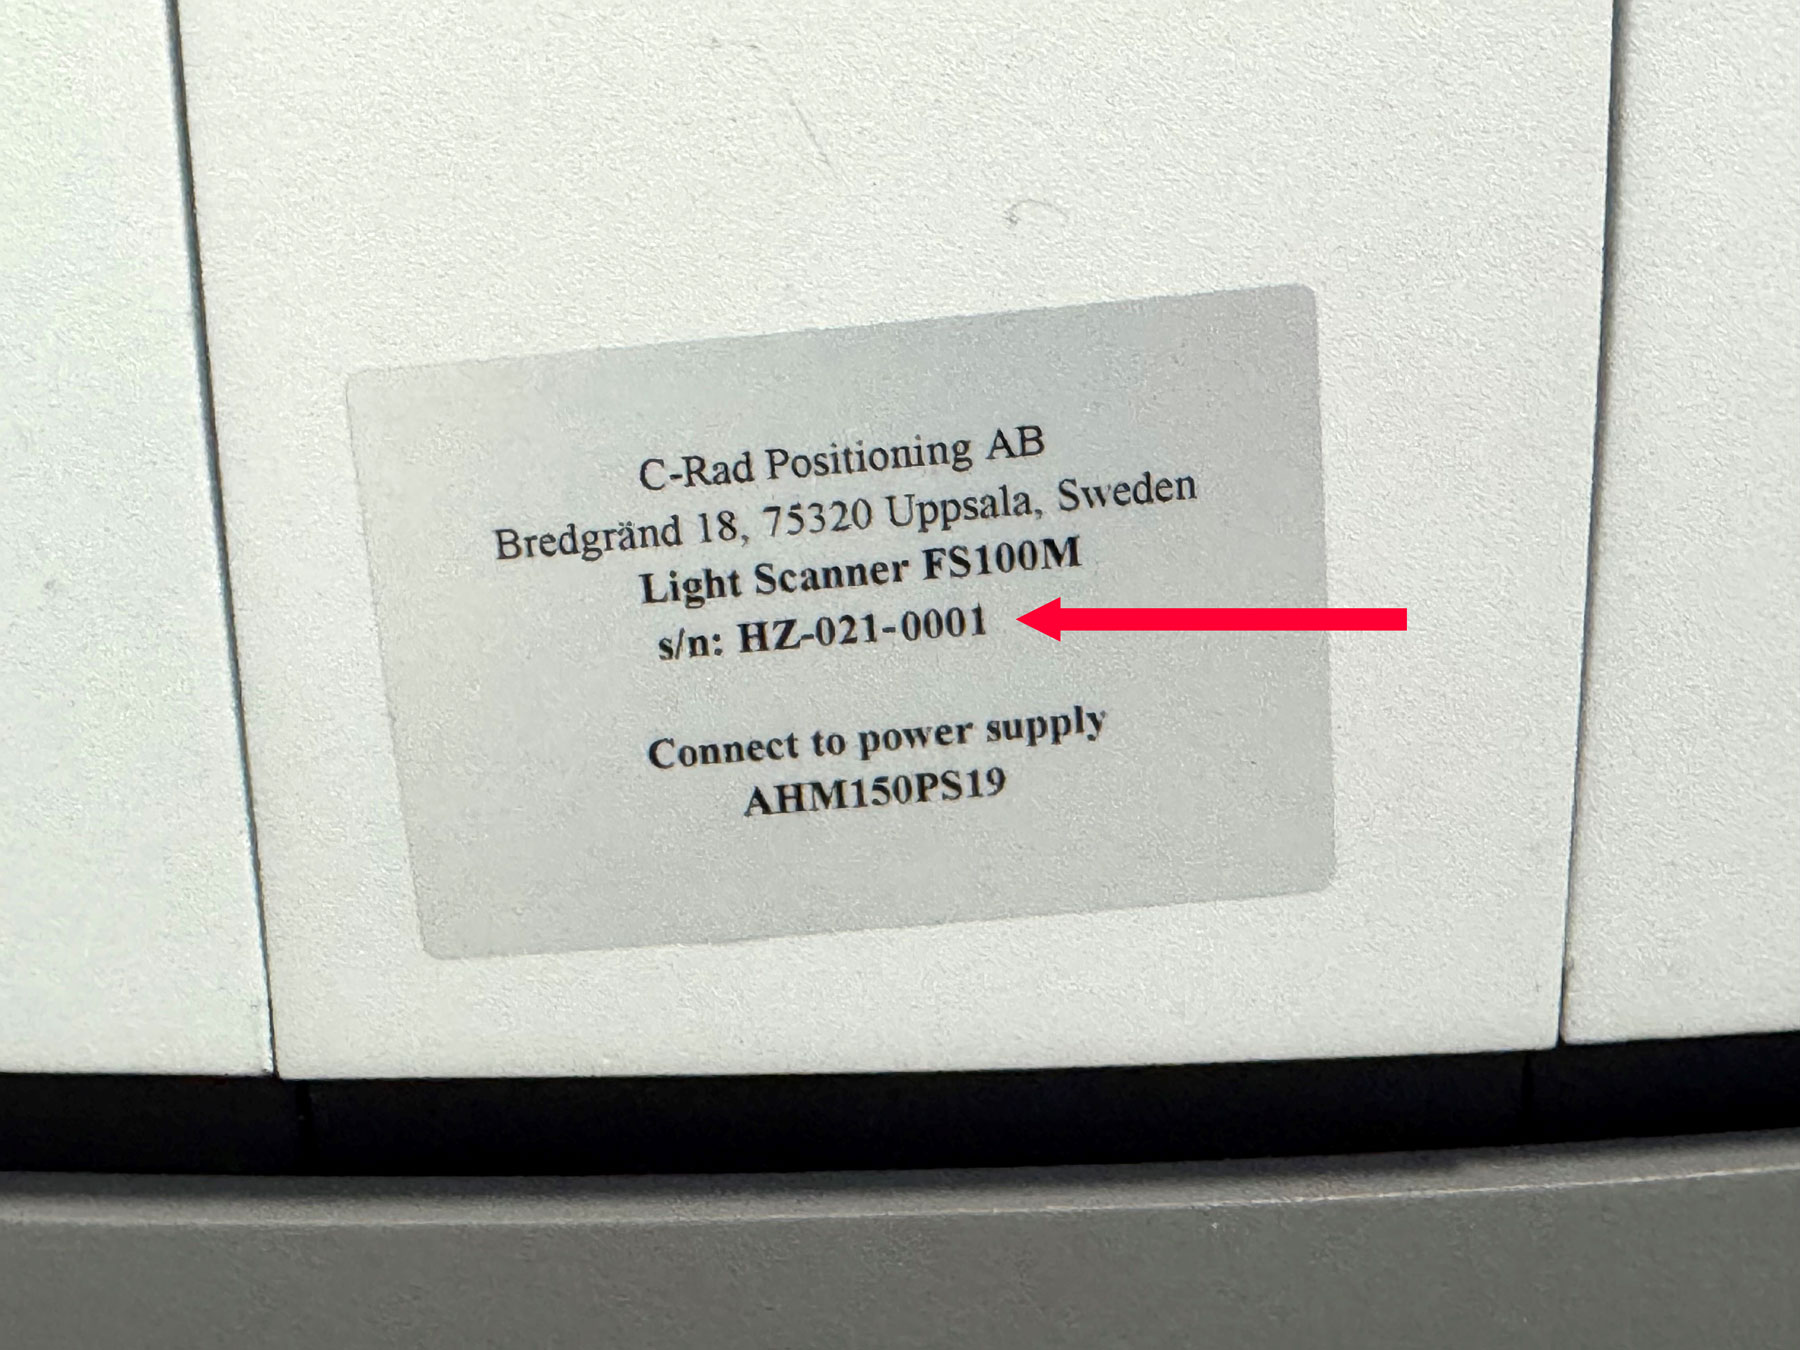 C-Rad Positioning AB
Bredgränd 18, 75320 Uppsala, Sweden
Light Scanner FS100M
s/n: HZ-021-0001
Connect to power supply
AHM150PS19